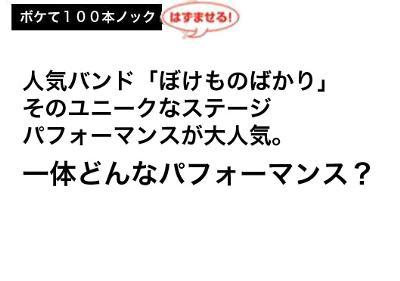 ボケて１００本ノック
はずませる!
人気バンド「ぼけものばかり」
そのユニークなステージ
パフォーマンスが大人気。
一体どんなパフォーマンス？